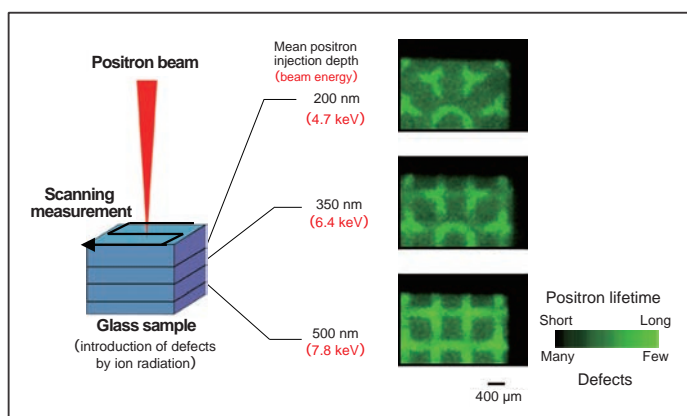 Positron beam
Mean positron
injection depth
(beam energy)
200 nm
(4.7 keV)
Scanning
measurement
350 nm
(6.4 keV)
Glass sample
(introduction of defects
by ion radiation)
500 nm
(7.8 keV)
Positron lifetime
Short Long
Many Few
Defects
400 µm